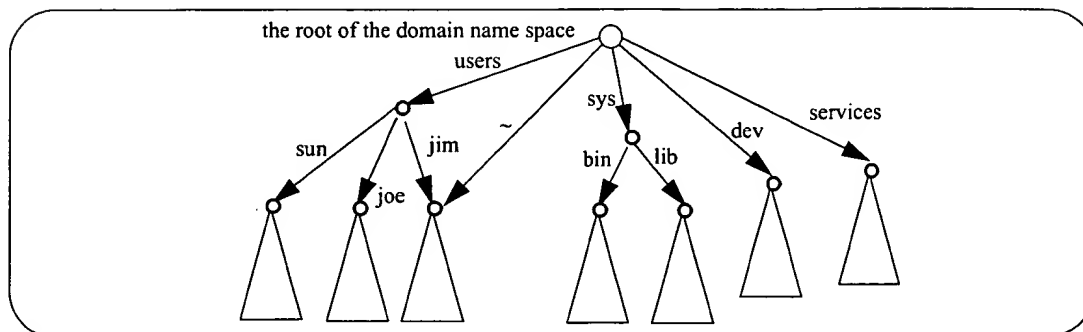 the root of the domain name space
users
sys
services
~
dev
sun
jim
bin
lib
joe